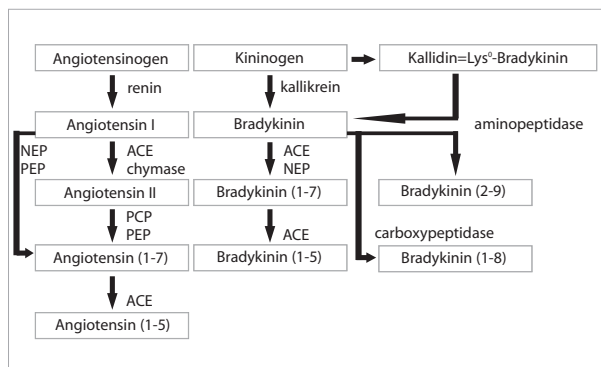 Angiotensinogen
Kininogen
Kallidin=Lys⁰-Bradykinin
renin
kallikrein
Angiotensin I
Bradykinin
aminopeptidase
NEP
PEP
ACE
chymase
ACE
NEP
Angiotensin II
Bradykinin (1-7)
Bradykinin (2-9)
PCP
PEP
ACE
carboxypeptidase
Angiotensin (1-7)
Bradykinin (1-5)
Bradykinin (1-8)
ACE
Angiotensin (1-5)